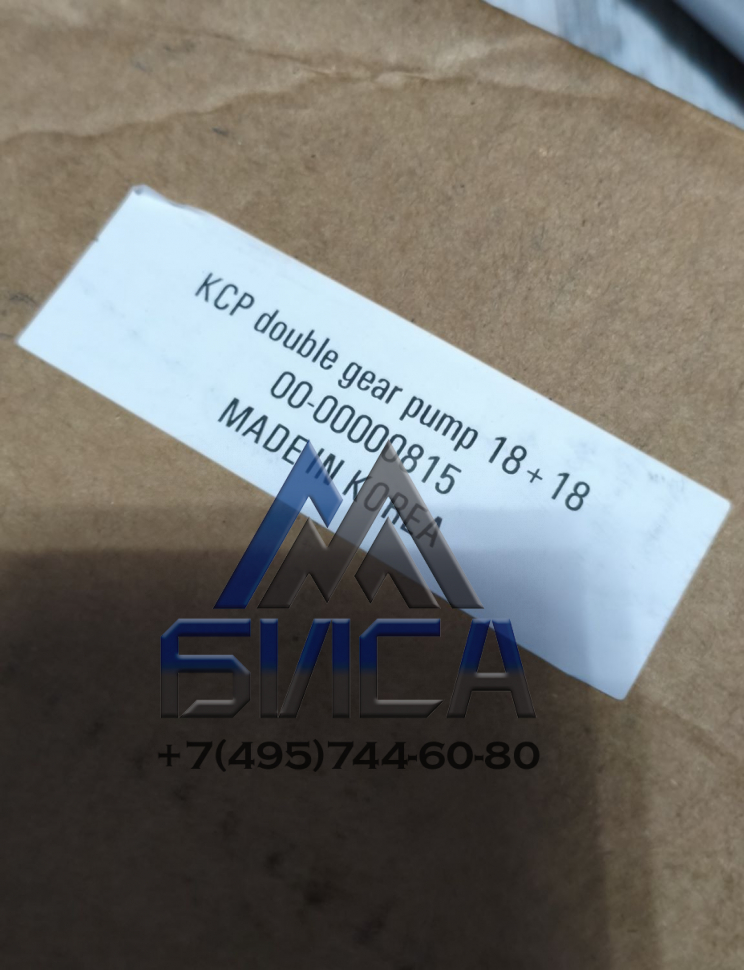 KCP double gear pump 18+18
00-00000815
MADE IN KOREA
БИСА
+7(495)744-60-80